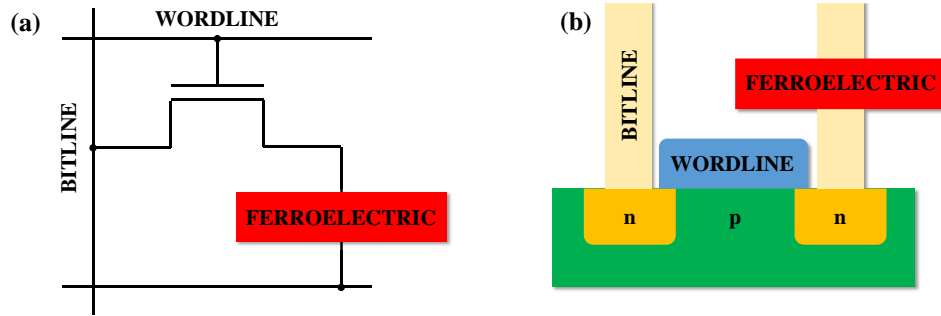 (a)
WORDLINE
BITLINE
FERROELECTRIC
(b)
BITLINE
FERROELECTRIC
WORDLINE
n
p
n